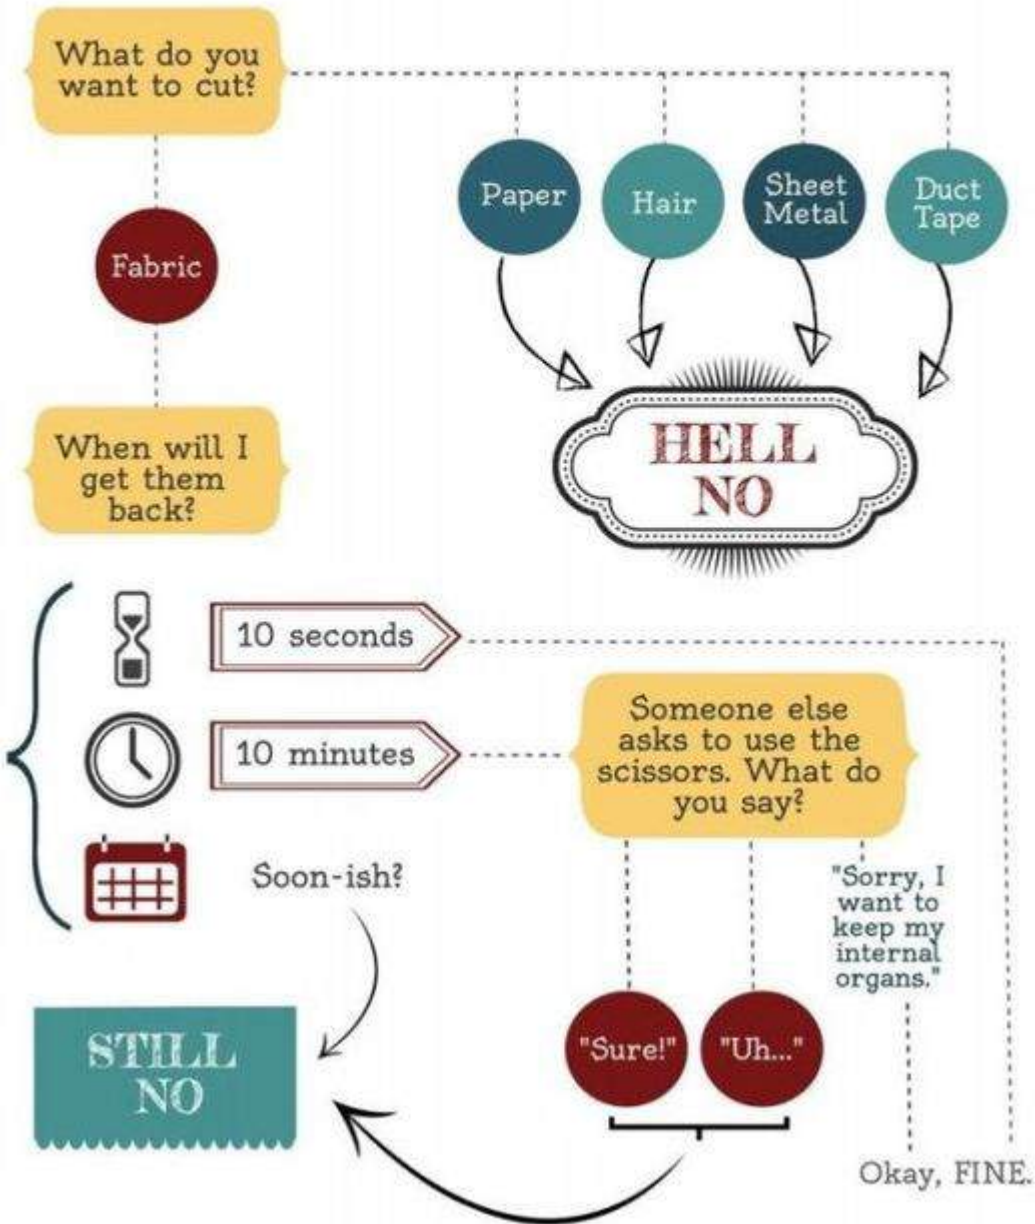 What do you
want to cut?
Paper
Hair
Sheet
Metal
Duct
Tape
Fabric
HELL
NO
When will I
get them
back?
10 seconds
10 minutes
Someone else
asks to use the
scissors. What do
you say?
Soon-ish?
"Sorry, I
want to
keep my
internal
organs."
"Sure!"
"Uh..."
STILL
NO
Okay, FINE.